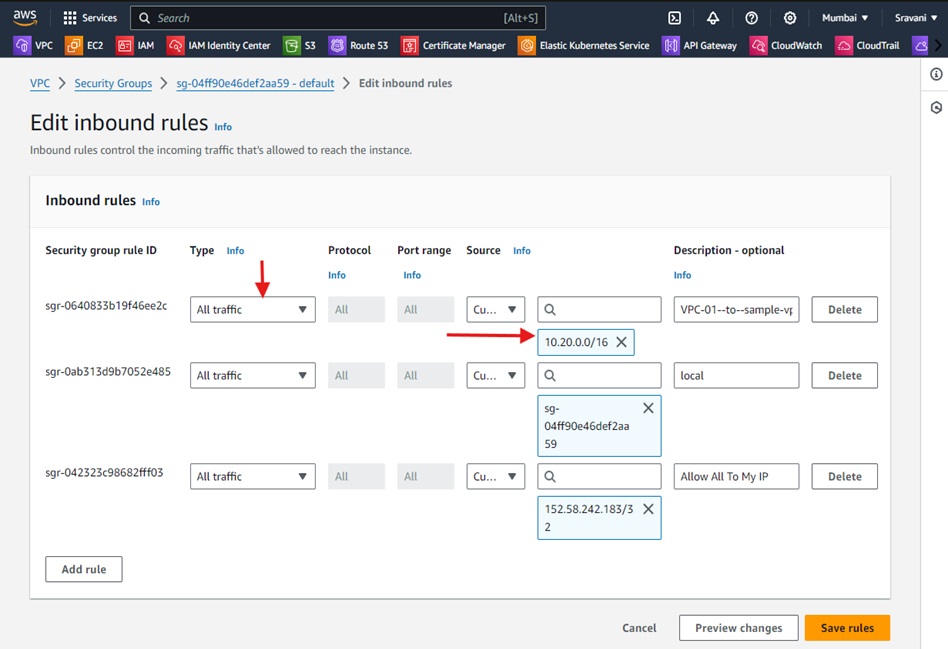 aws
Services
Search [Alt+S]
Mumbai
Sravani
VPC EC2 IAM IAM Identity Center S3 Route 53 Certificate Manager Elastic Kubernetes Service API Gateway CloudWatch CloudTrail
VPC Security Groups sg-04ff90e46def2aa59 - default Edit inbound rules
Edit inbound rules Info
Inbound rules control the incoming traffic that's allowed to reach the instance.
Inbound rules Info
Security group rule ID Type Info Protocol Port range Source Info Description - optional
Info Info Info
sgr-0640833b19f46ee2c All traffic All All Cu... VPC-01--to--sample-vp Delete
10.20.0.0/16
sgr-0ab313d9b7052e485 All traffic All All Cu... local Delete
sg-
04ff90e46def2aa
59
sgr-042323c98682fff03 All traffic All All Cu... Allow All To My IP Delete
152.58.242.183/3
2
Add rule
Cancel Preview changes Save rules